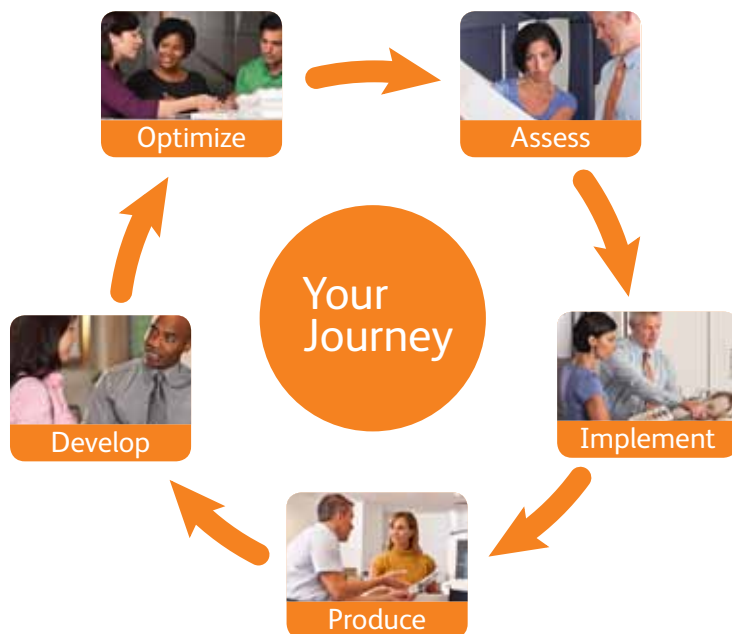 Optimize
Assess
Your
Journey
Develop
Implement
Produce